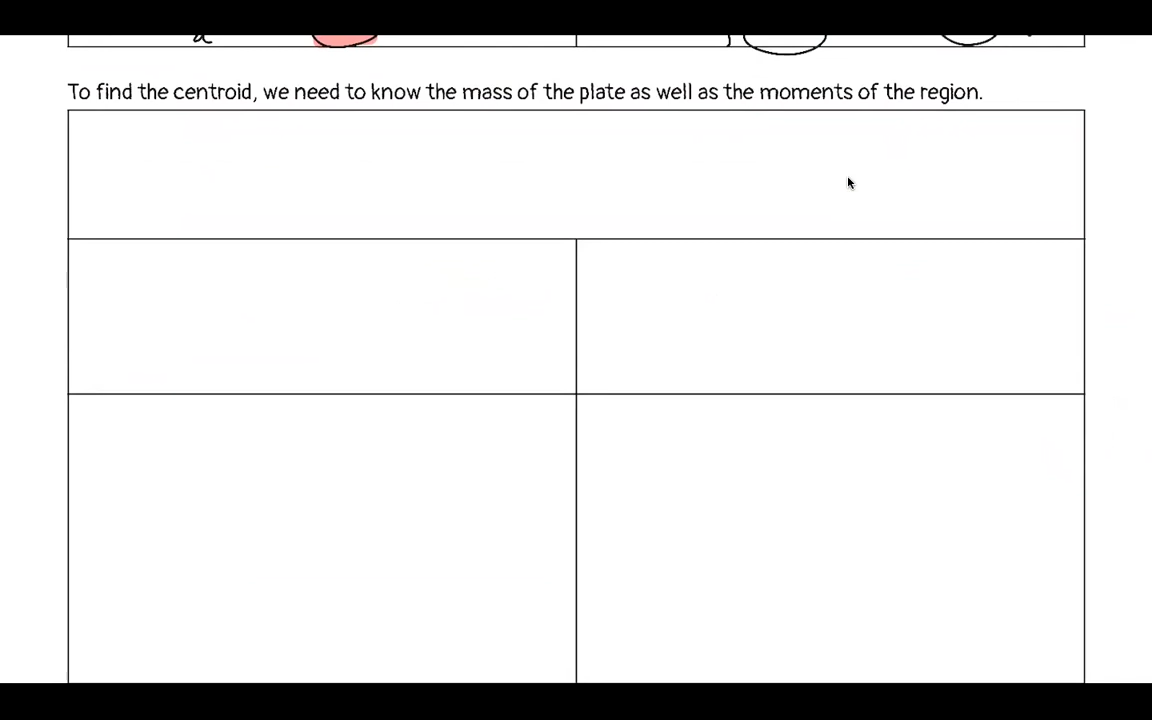 To find the centroid, we need to know the mass of the plate as well as the moments of the region.